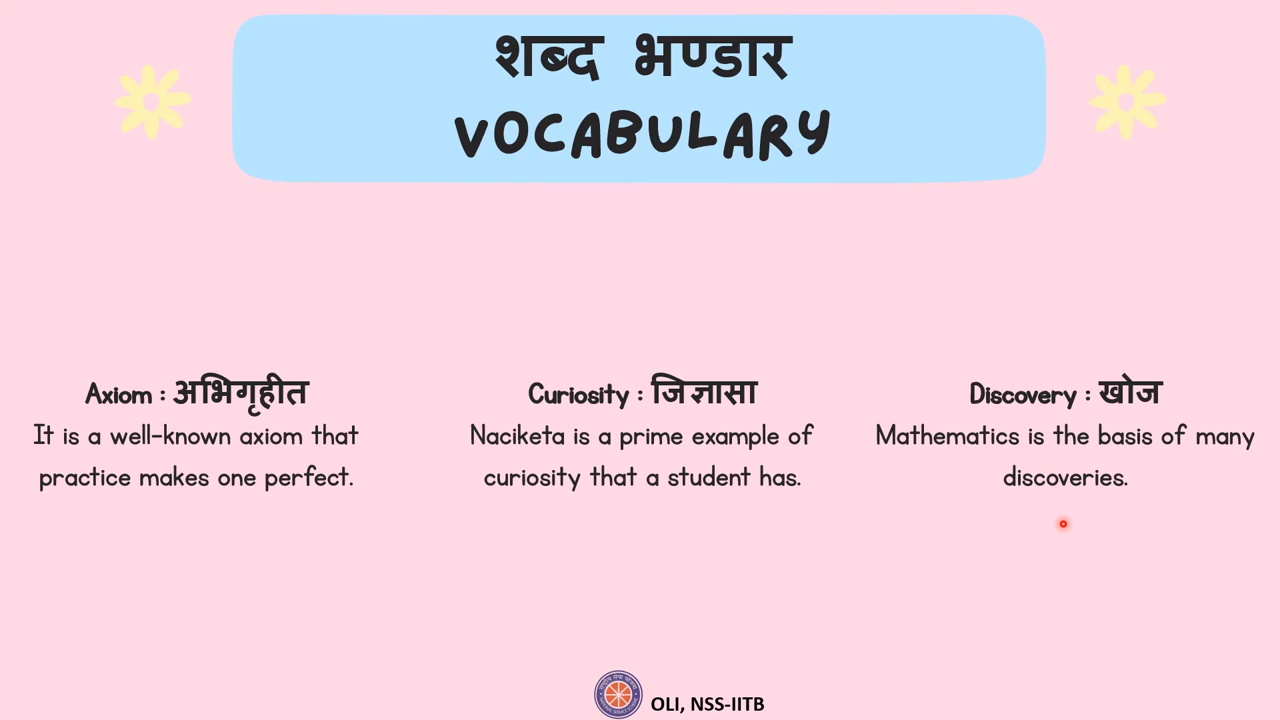 शब्द भण्डार
VOCABULARY
Axiom : अभिगृहीत
It is a well-known axiom that
practice makes one perfect.
Curiosity : जिज्ञासा
Naciketa is a prime example of
curiosity that a student has.
Discovery : खोज
Mathematics is the basis of many
discoveries.
OLI, NSS-IITB